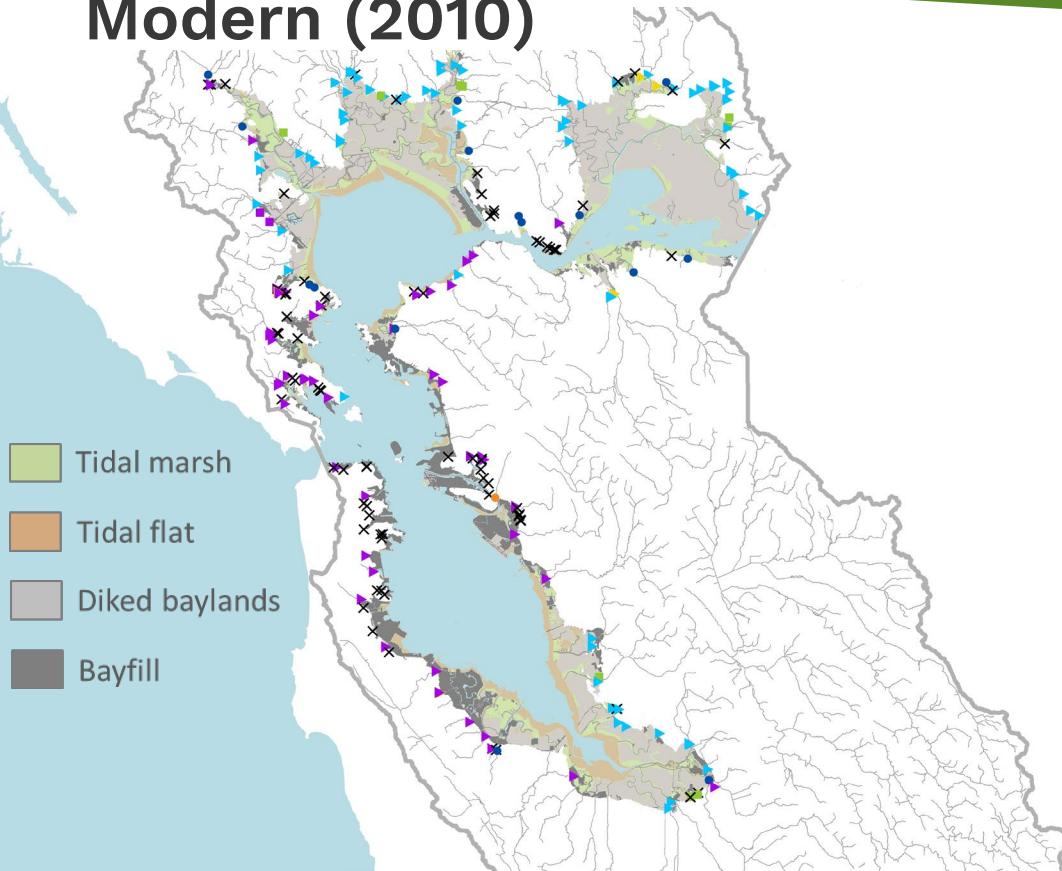 Modern (2010)
Tidal marsh
Tidal flat
Diked baylands
Bayfill